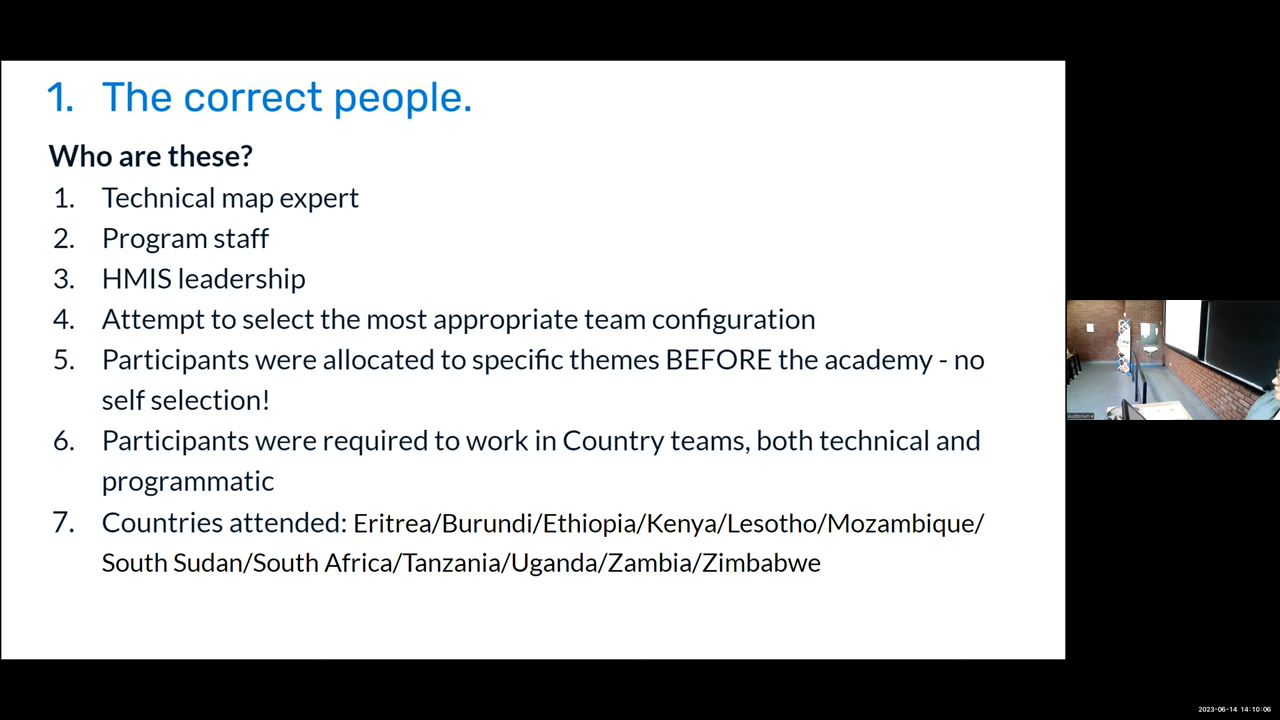 1. The correct people.
Who are these?
1. Technical map expert
2. Program staff
3. HMIS leadership
4. Attempt to select the most appropriate team configuration
5. Participants were allocated to specific themes BEFORE the academy - no
self selection!
6. Participants were required to work in Country teams, both technical and
programmatic
7. Countries attended: Eritrea/Burundi/Ethiopia/Kenya/Lesotho/Mozambique/
South Sudan/South Africa/Tanzania/Uganda/Zambia/Zimbabwe
2023-06-14 14:10:06